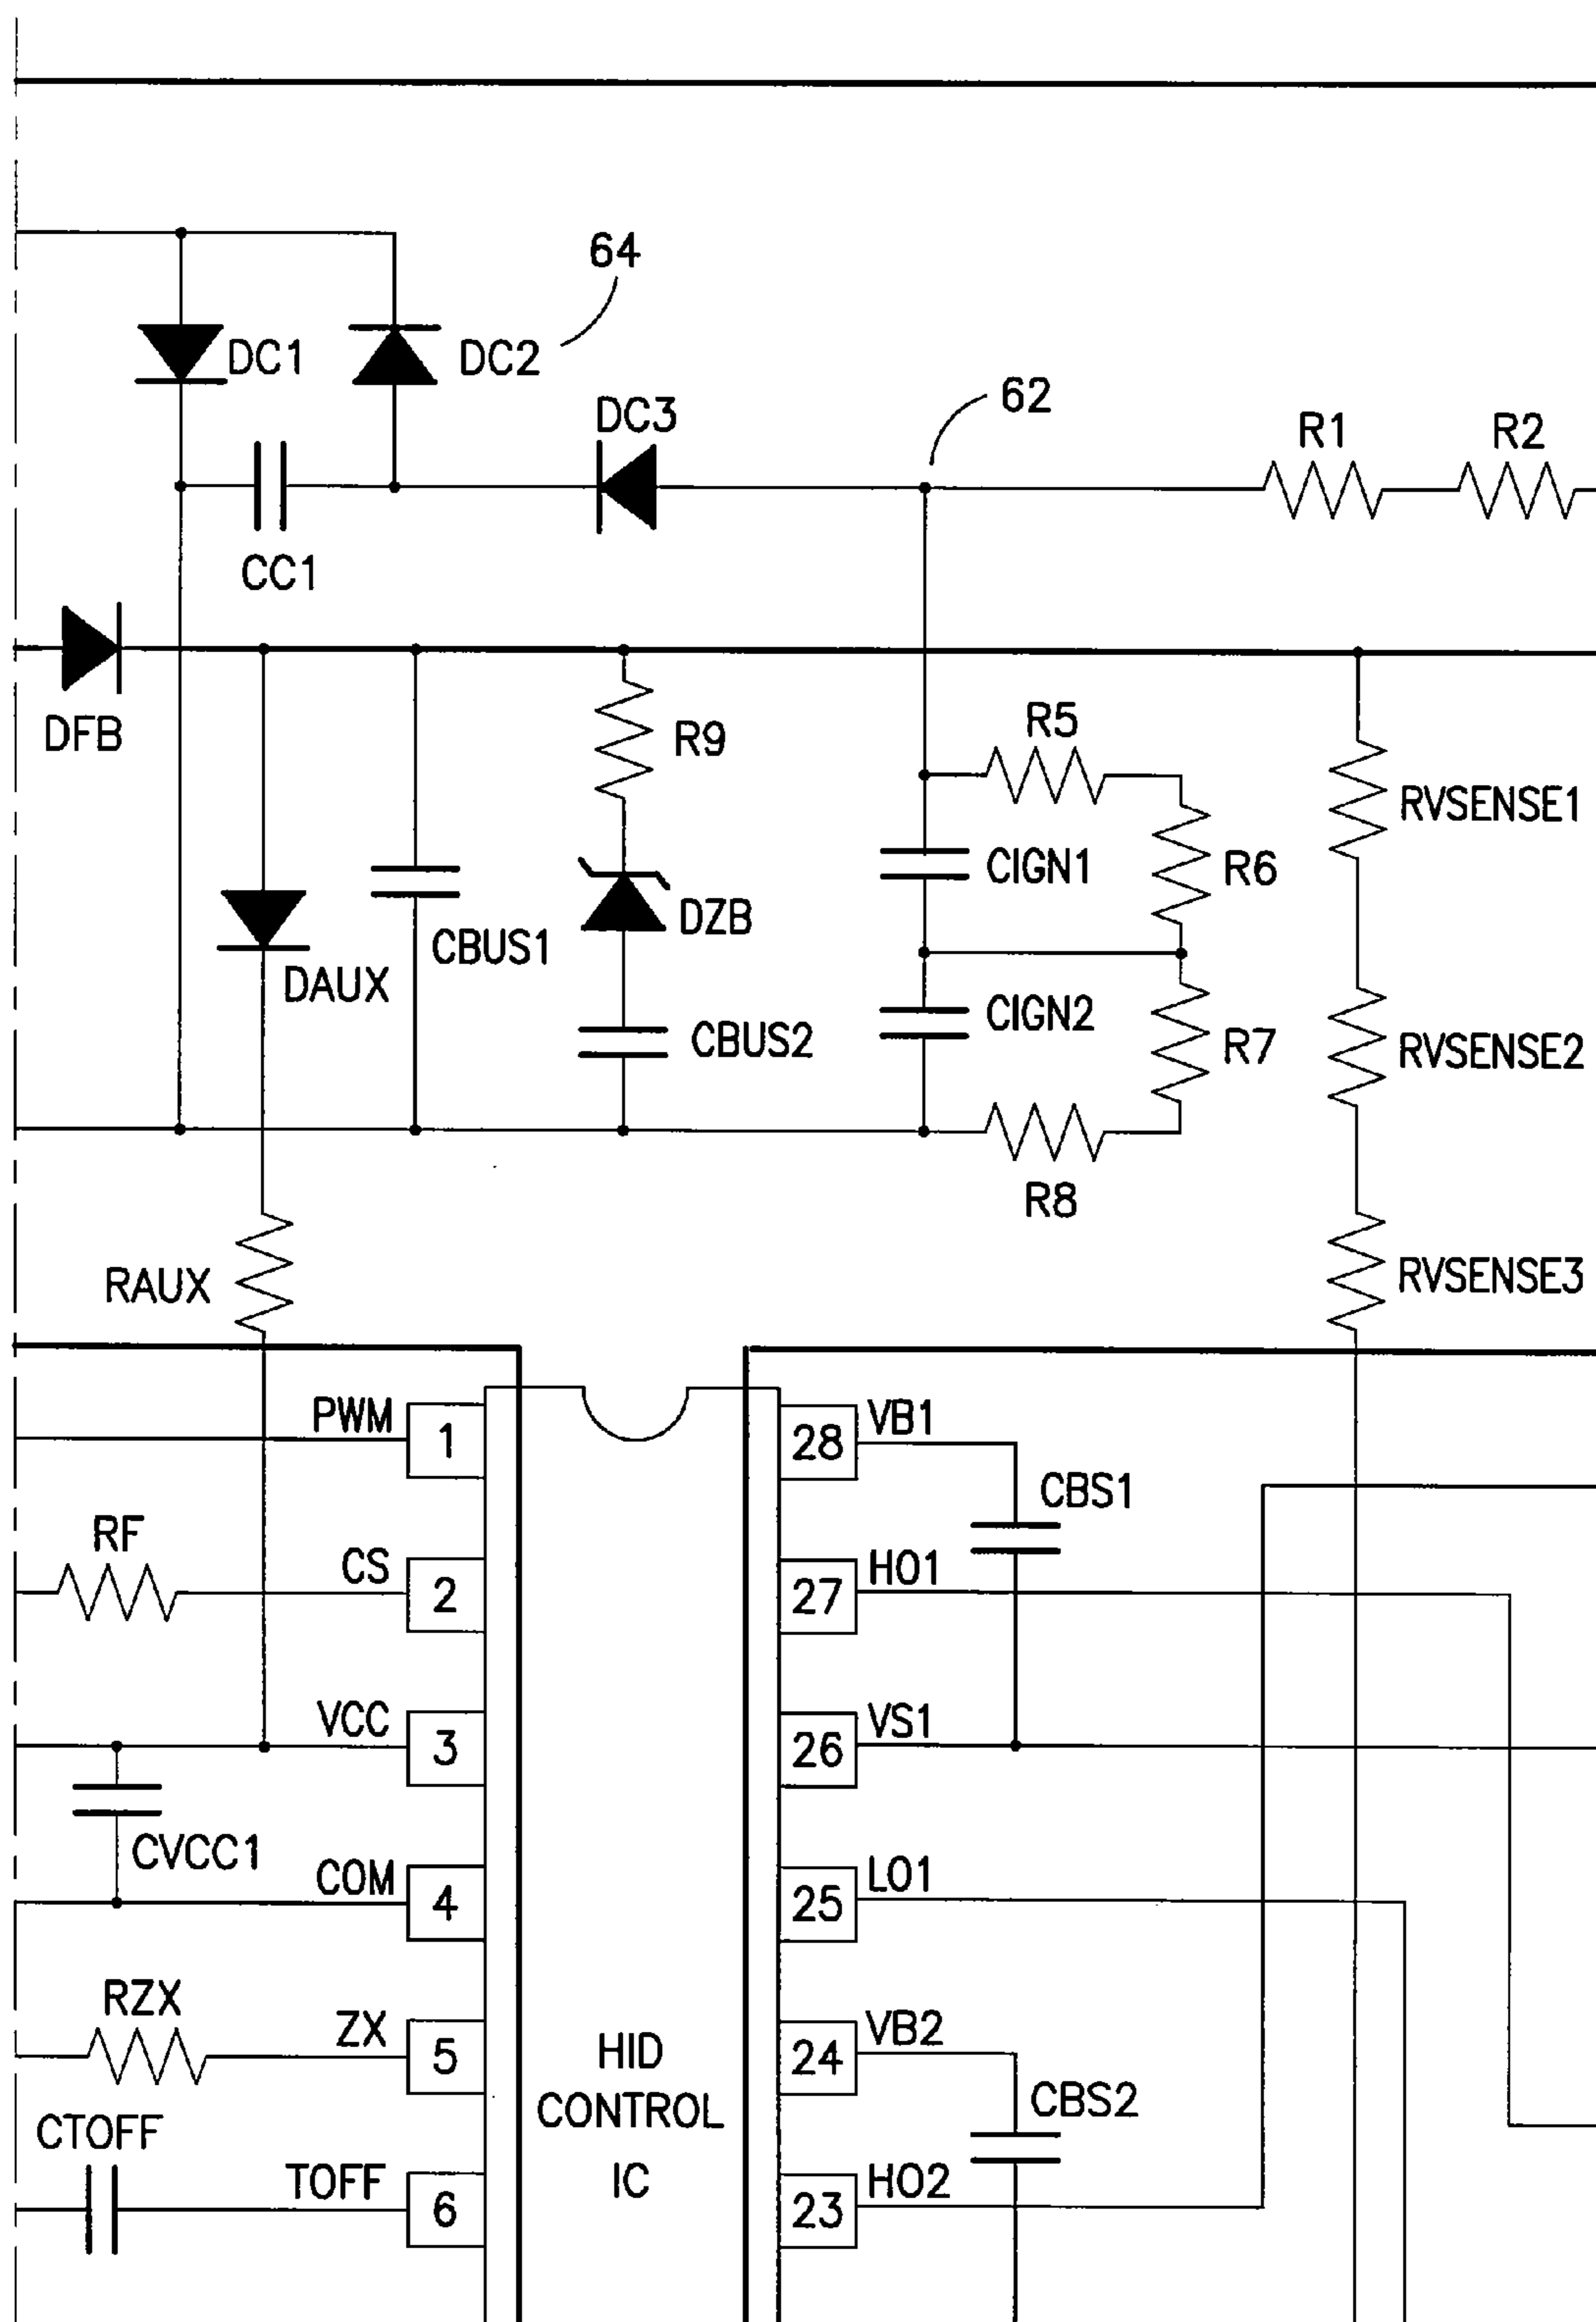 64
DC1
DC2
DC3
62
R1
R2
CC1
DFB
R9
R5
RVSENSE1
CIGN1
R6
DZB
CBUS1
DAUX
CIGN2
CBUS2
R7
RVSENSE2
R8
RAUX
RVSENSE3
PWM
1
28
VB1
CBS1
RF
CS
2
27
HO1
VCC
3
26
VS1
CVCC1
COM
4
25
LO1
RZX
ZX
5
24
VB2
HID
CONTROL
IC
CBS2
CTOFF
TOFF
6
23
HO2